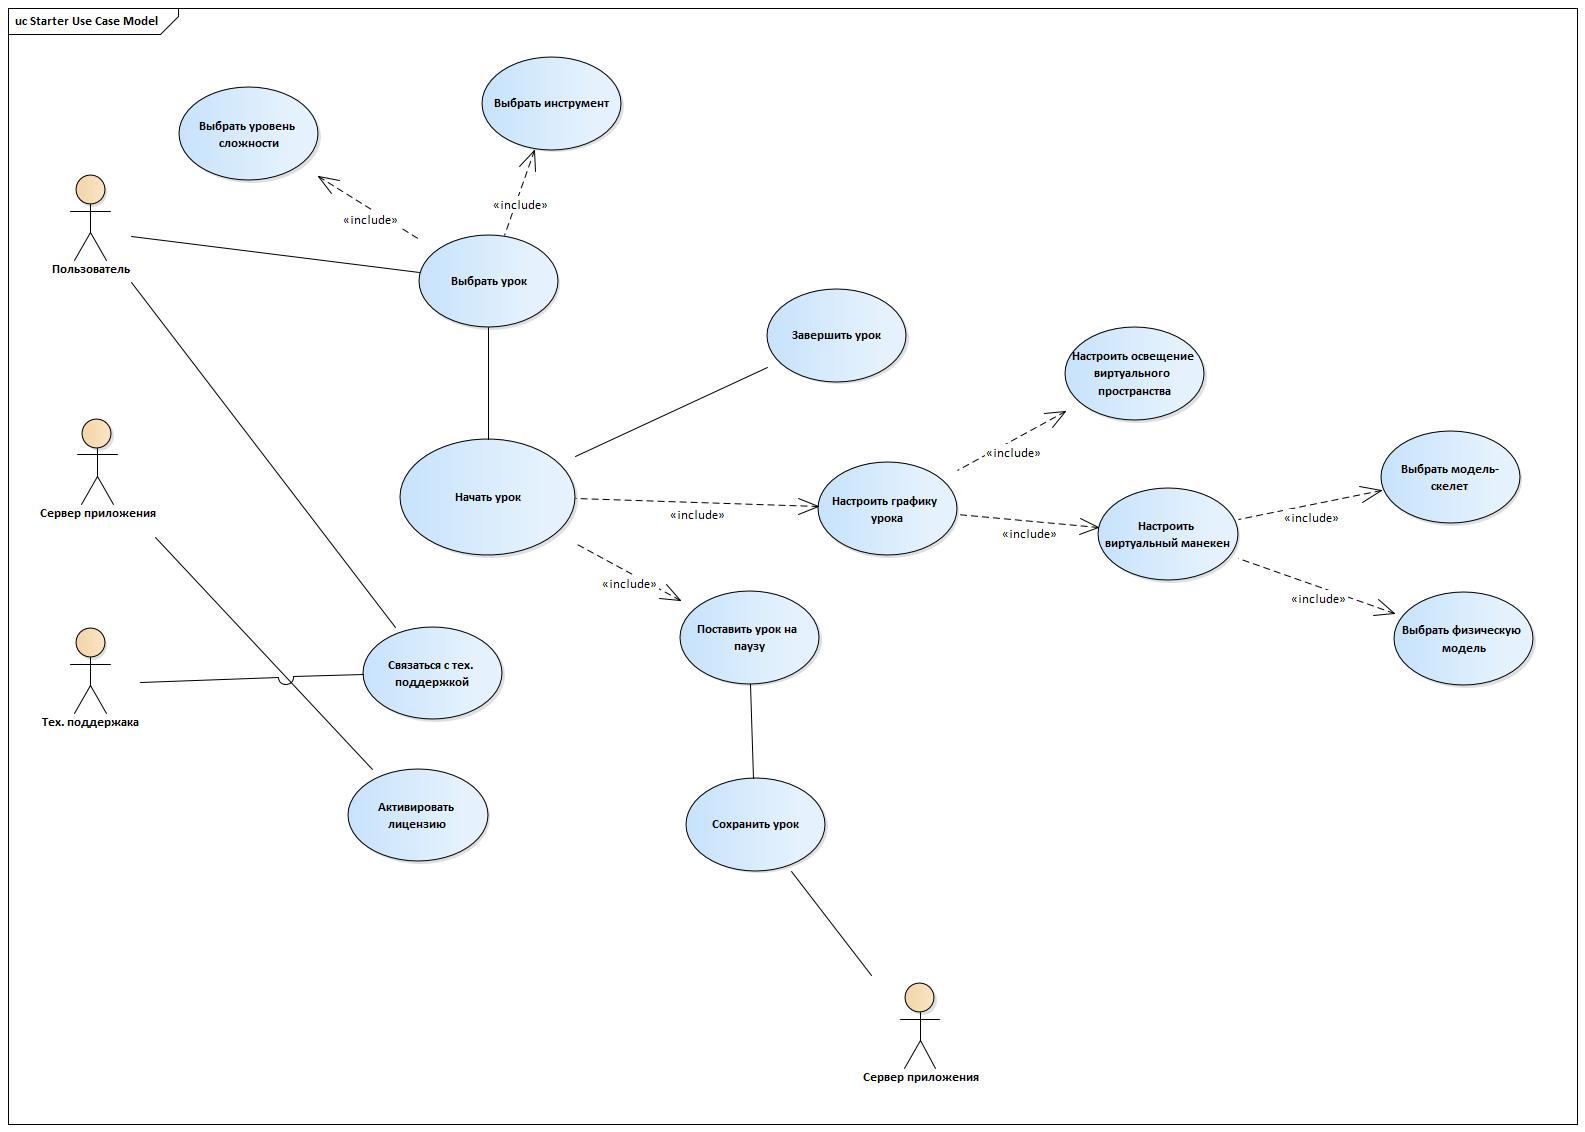 uc Starter Use Case Model
Выбрать инструмент
Выбрать уровень
сложности
«include»
«include»
Пользователь
Выбрать урок
Завершить урок
Настроить освещение
виртуального
пространства
«include»
Выбрать модель-
скелет
Начать урок
Настроить графику
урока
Сервер приложения
«include»
«include»
«include»
Настроить
виртуальный манекен
«include»
«include»
Поставить урок на
паузу
Выбрать физическую
модель
Связаться с тех.
поддержкой
Тех. поддержака
Активировать
лицензию
Сохранить урок
Сервер приложения